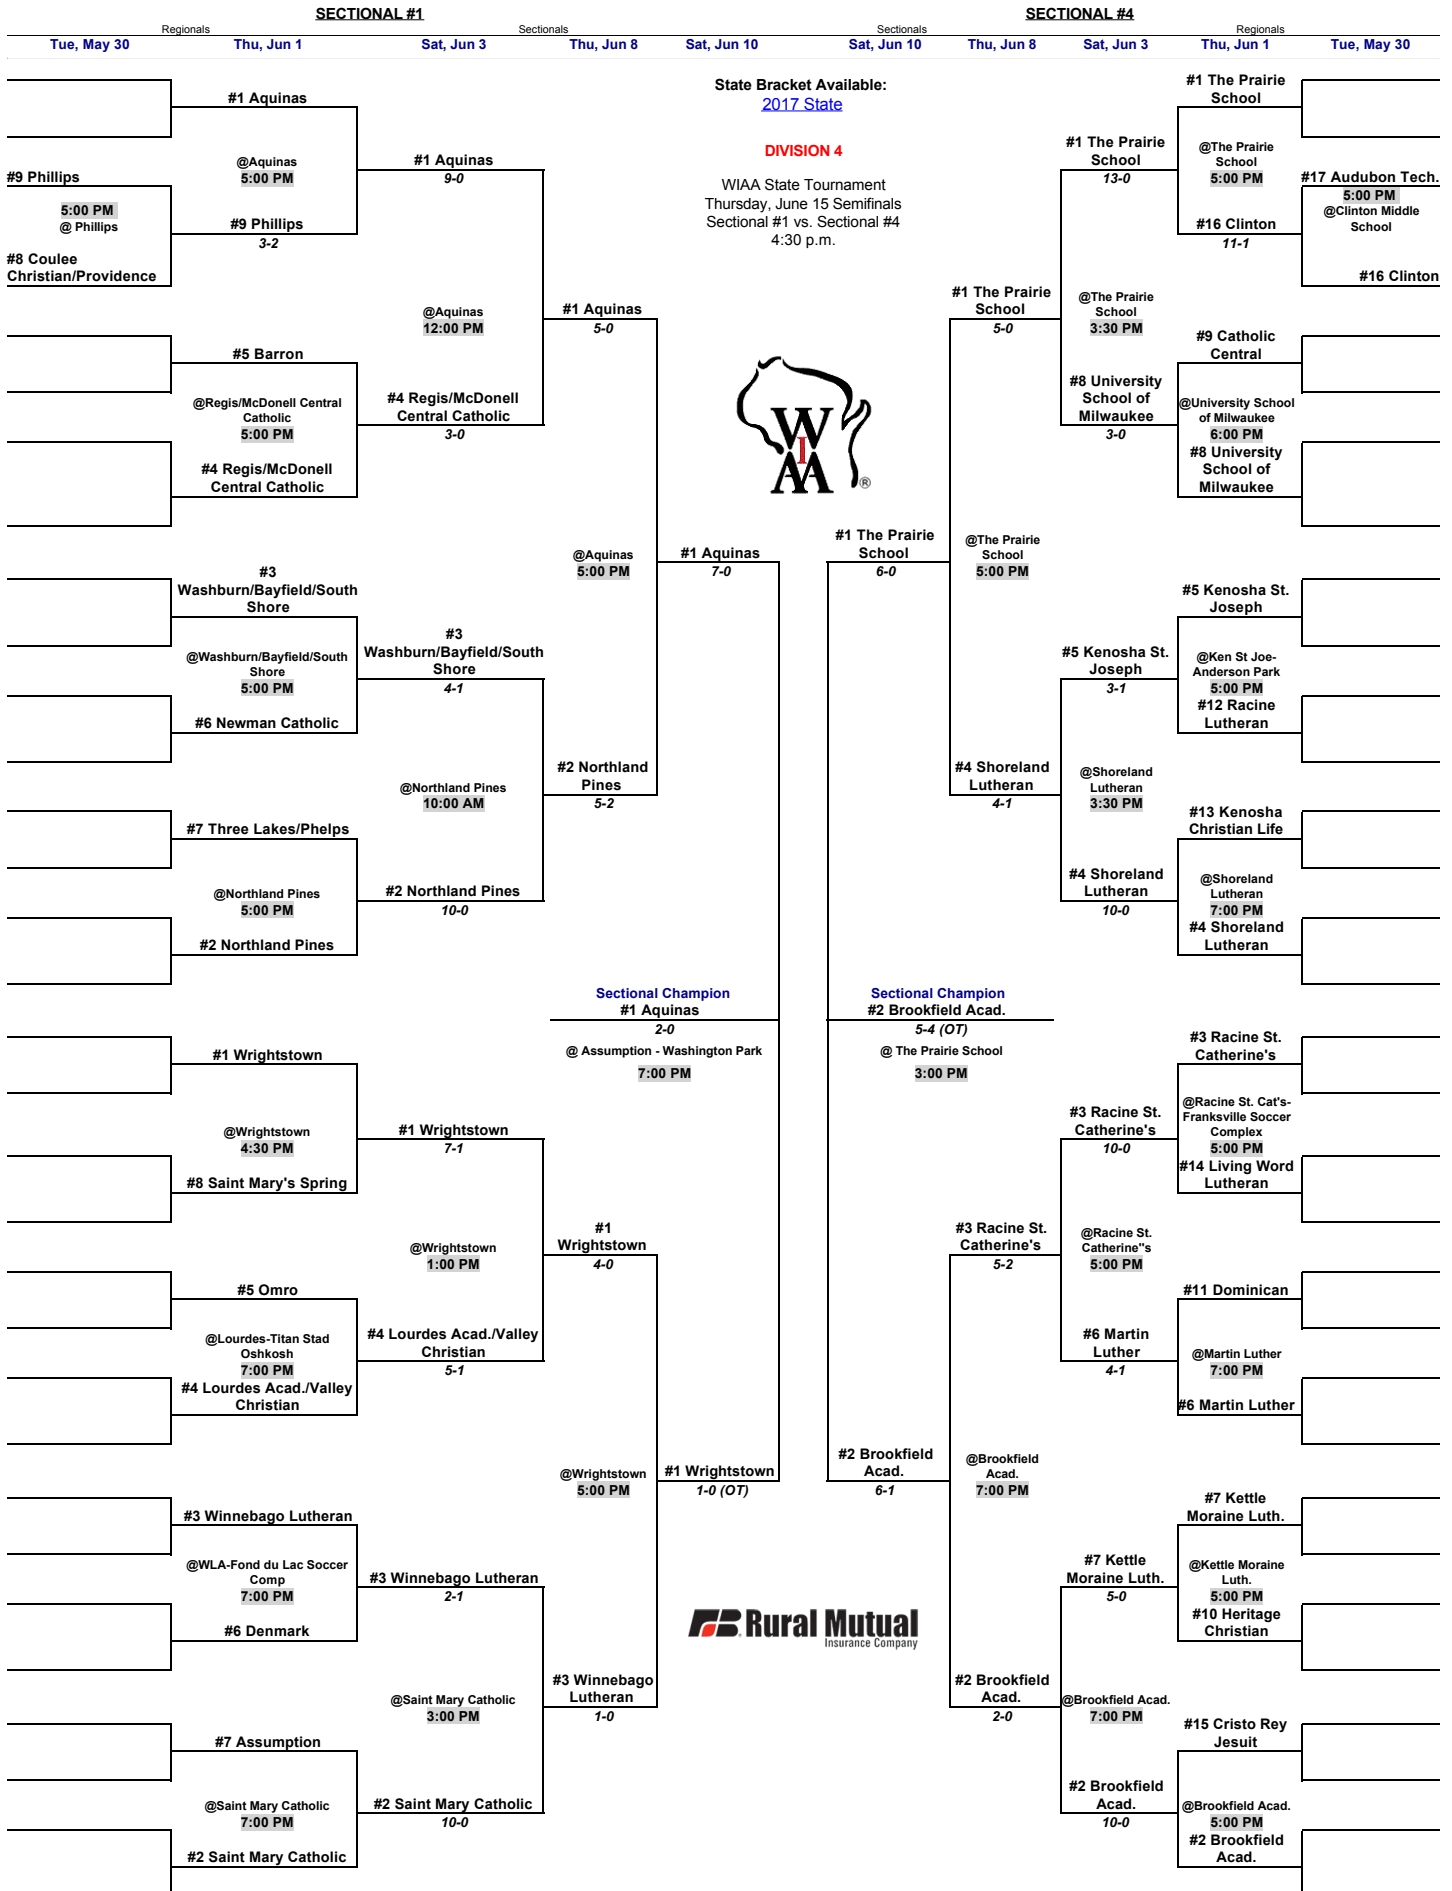 SECTIONAL #1
SECTIONAL #4
Regionals
Sectionals
Sectionals
Regionals
Tue, May 30
Thu, Jun 1
Sat, Jun 3
Thu, Jun 8
Sat, Jun 10
Sat, Jun 10
Thu, Jun 8
Sat, Jun 3
Thu, Jun 1
Tue, May 30
State Bracket Available:
2017 State
DIVISION 4
WIAA State Tournament
Thursday, June 15 Semifinals
Sectional #1 vs. Sectional #4
4:30 p.m.
#9 Phillips
5:00 PM
@ Phillips
#8 Coulee
Christian/Providence
#1 Aquinas
@Aquinas
5:00 PM
#9 Phillips
3-2
#5 Barron
@Regis/McDonell Central
Catholic
5:00 PM
#4 Regis/McDonell
Central Catholic
#3
Washburn/Bayfield/South
Shore
@Washburn/Bayfield/South
Shore
5:00 PM
#6 Newman Catholic
#7 Three Lakes/Phelps
@Northland Pines
5:00 PM
#2 Northland Pines
#1 Wrightstown
@Wrightstown
4:30 PM
#8 Saint Mary's Spring
#5 Omro
@Lourdes-Titan Stad
Oshkosh
7:00 PM
#4 Lourdes Acad./Valley
Christian
#3 Winnebago Lutheran
@WLA-Fond du Lac Soccer
Comp
7:00 PM
#6 Denmark
#7 Assumption
@Saint Mary Catholic
7:00 PM
#2 Saint Mary Catholic
#1 Aquinas
9-0
@Aquinas
12:00 PM
#4 Regis/McDonell
Central Catholic
3-0
#3
Washburn/Bayfield/South
Shore
4-1
@Northland Pines
10:00 AM
#2 Northland Pines
10-0
#1 Wrightstown
7-1
@Wrightstown
1:00 PM
#4 Lourdes Acad./Valley
Christian
5-1
#3 Winnebago Lutheran
2-1
@Saint Mary Catholic
3:00 PM
#2 Saint Mary Catholic
10-0
#1 Aquinas
5-0
@Aquinas
5:00 PM
#2 Northland
Pines
5-2
#1
Wrightstown
4-0
@Wrightstown
5:00 PM
#3 Winnebago
Lutheran
1-0
#1 Aquinas
7-0
Sectional Champion
#1 Aquinas
2-0
@ Assumption - Washington Park
7:00 PM
#1 Wrightstown
1-0 (OT)
WIAA
®
Rural Mutual
Insurance Company
#1 The Prairie
School
6-0
Sectional Champion
#2 Brookfield Acad.
5-4 (OT)
@ The Prairie School
3:00 PM
#2 Brookfield
Acad.
6-1
#1 The Prairie
School
5-0
@The Prairie
School
5:00 PM
#4 Shoreland
Lutheran
4-1
#3 Racine St.
Catherine's
5-2
@Brookfield
Acad.
7:00 PM
#2 Brookfield
Acad.
2-0
#1 The Prairie
School
13-0
@The Prairie
School
3:30 PM
#8 University
School of
Milwaukee
3-0
#5 Kenosha St.
Joseph
3-1
@Shoreland
Lutheran
3:30 PM
#4 Shoreland
Lutheran
10-0
#3 Racine St.
Catherine's
10-0
@Racine St.
Catherine"s
5:00 PM
#6 Martin
Luther
4-1
#7 Kettle
Moraine Luth.
5-0
@Brookfield Acad.
7:00 PM
#2 Brookfield
Acad.
10-0
#1 The Prairie
School
@The Prairie
School
5:00 PM
#16 Clinton
11-1
#9 Catholic
Central
@University School
of Milwaukee
6:00 PM
#8 University
School of
Milwaukee
#5 Kenosha St.
Joseph
@Ken St Joe-
Anderson Park
5:00 PM
#12 Racine
Lutheran
#13 Kenosha
Christian Life
@Shoreland
Lutheran
7:00 PM
#4 Shoreland
Lutheran
#3 Racine St.
Catherine's
@Racine St. Cat's-
Franksville Soccer
Complex
5:00 PM
#14 Living Word
Lutheran
#11 Dominican
@Martin Luther
7:00 PM
#6 Martin Luther
#7 Kettle
Moraine Luth.
@Kettle Moraine
Luth.
5:00 PM
#10 Heritage
Christian
#15 Cristo Rey
Jesuit
@Brookfield Acad.
5:00 PM
#2 Brookfield
Acad.
#17 Audubon Tech.
5:00 PM
@Clinton Middle
School
#16 Clinton